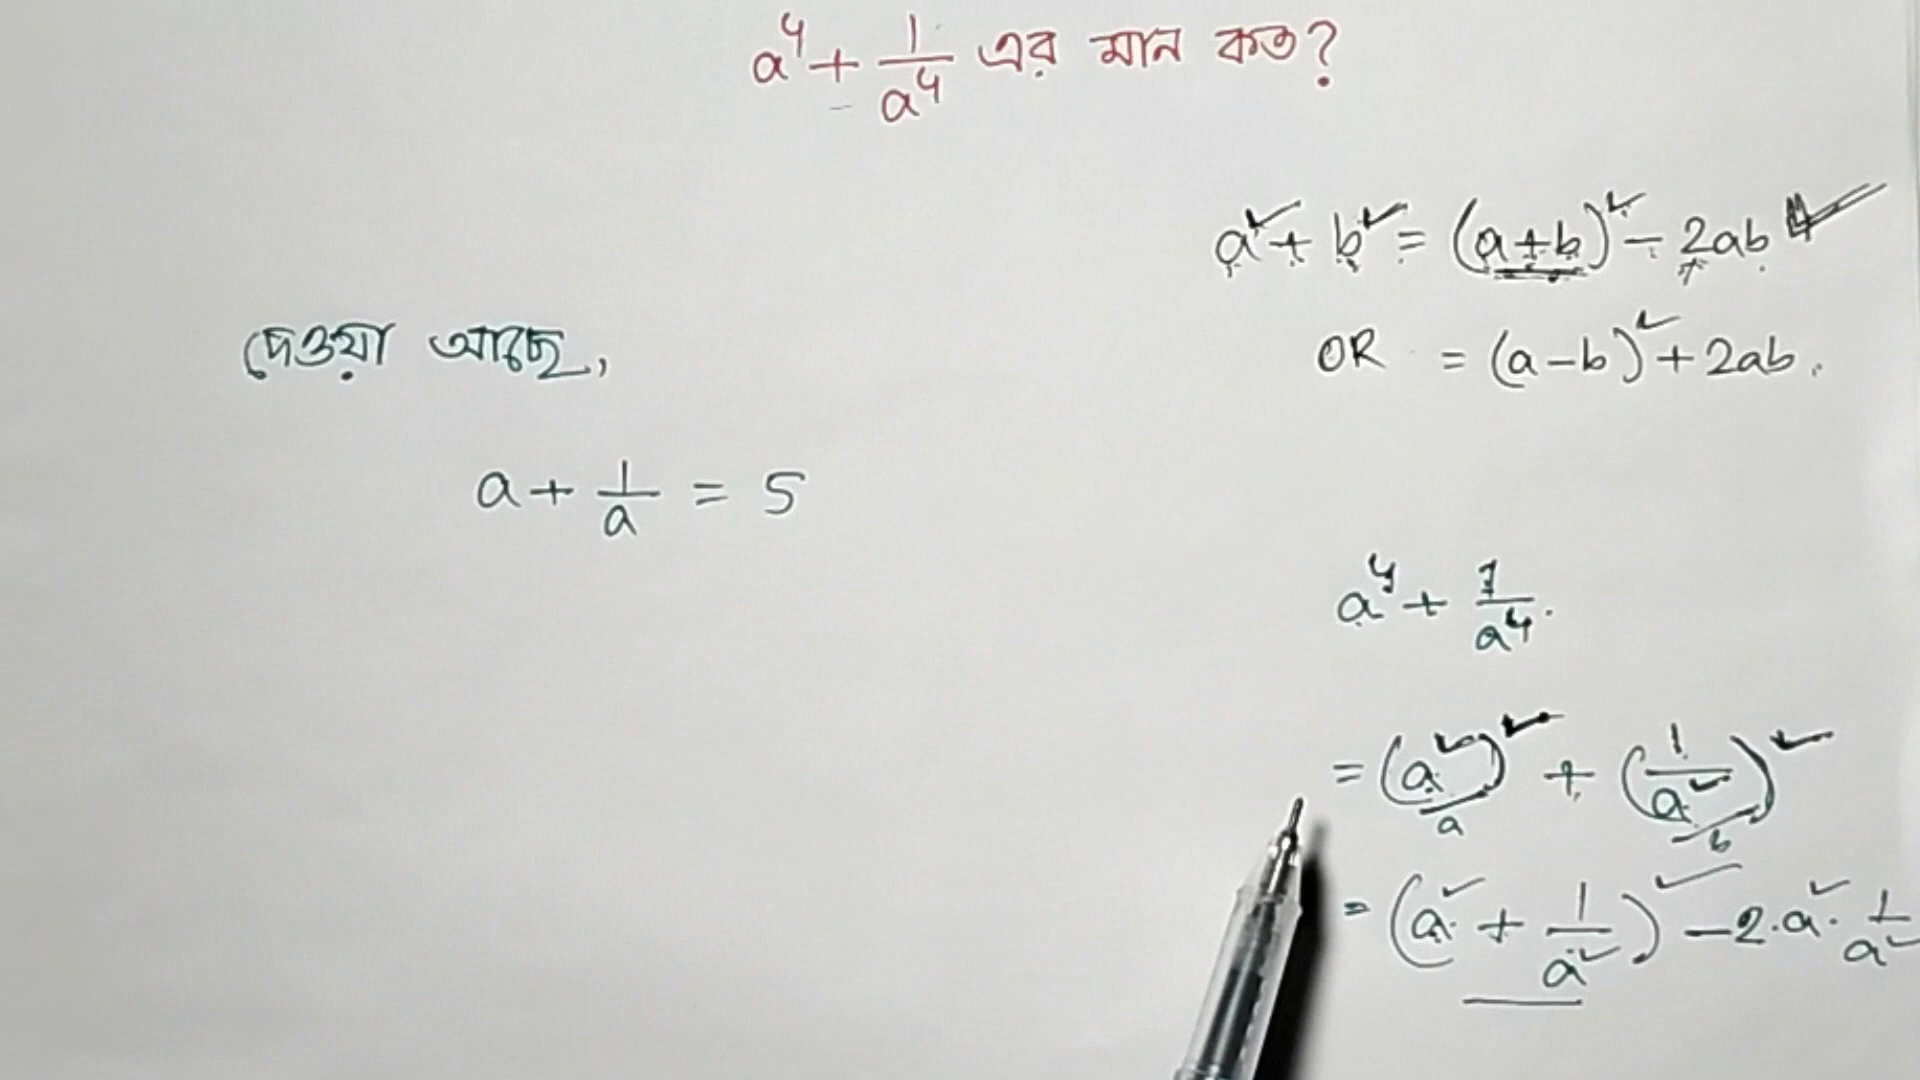 a⁴ + 1/a⁴ এর মান কত?
a² + b² = (a+b)² - 2ab
OR = (a-b)² + 2ab.
দেওয়া আছে,
a + 1/a = 5
a⁴ + 1/a⁴.
= (a²)² + (1/a²)²
a b
= (a² + 1/a²)² - 2.a². 1/a²